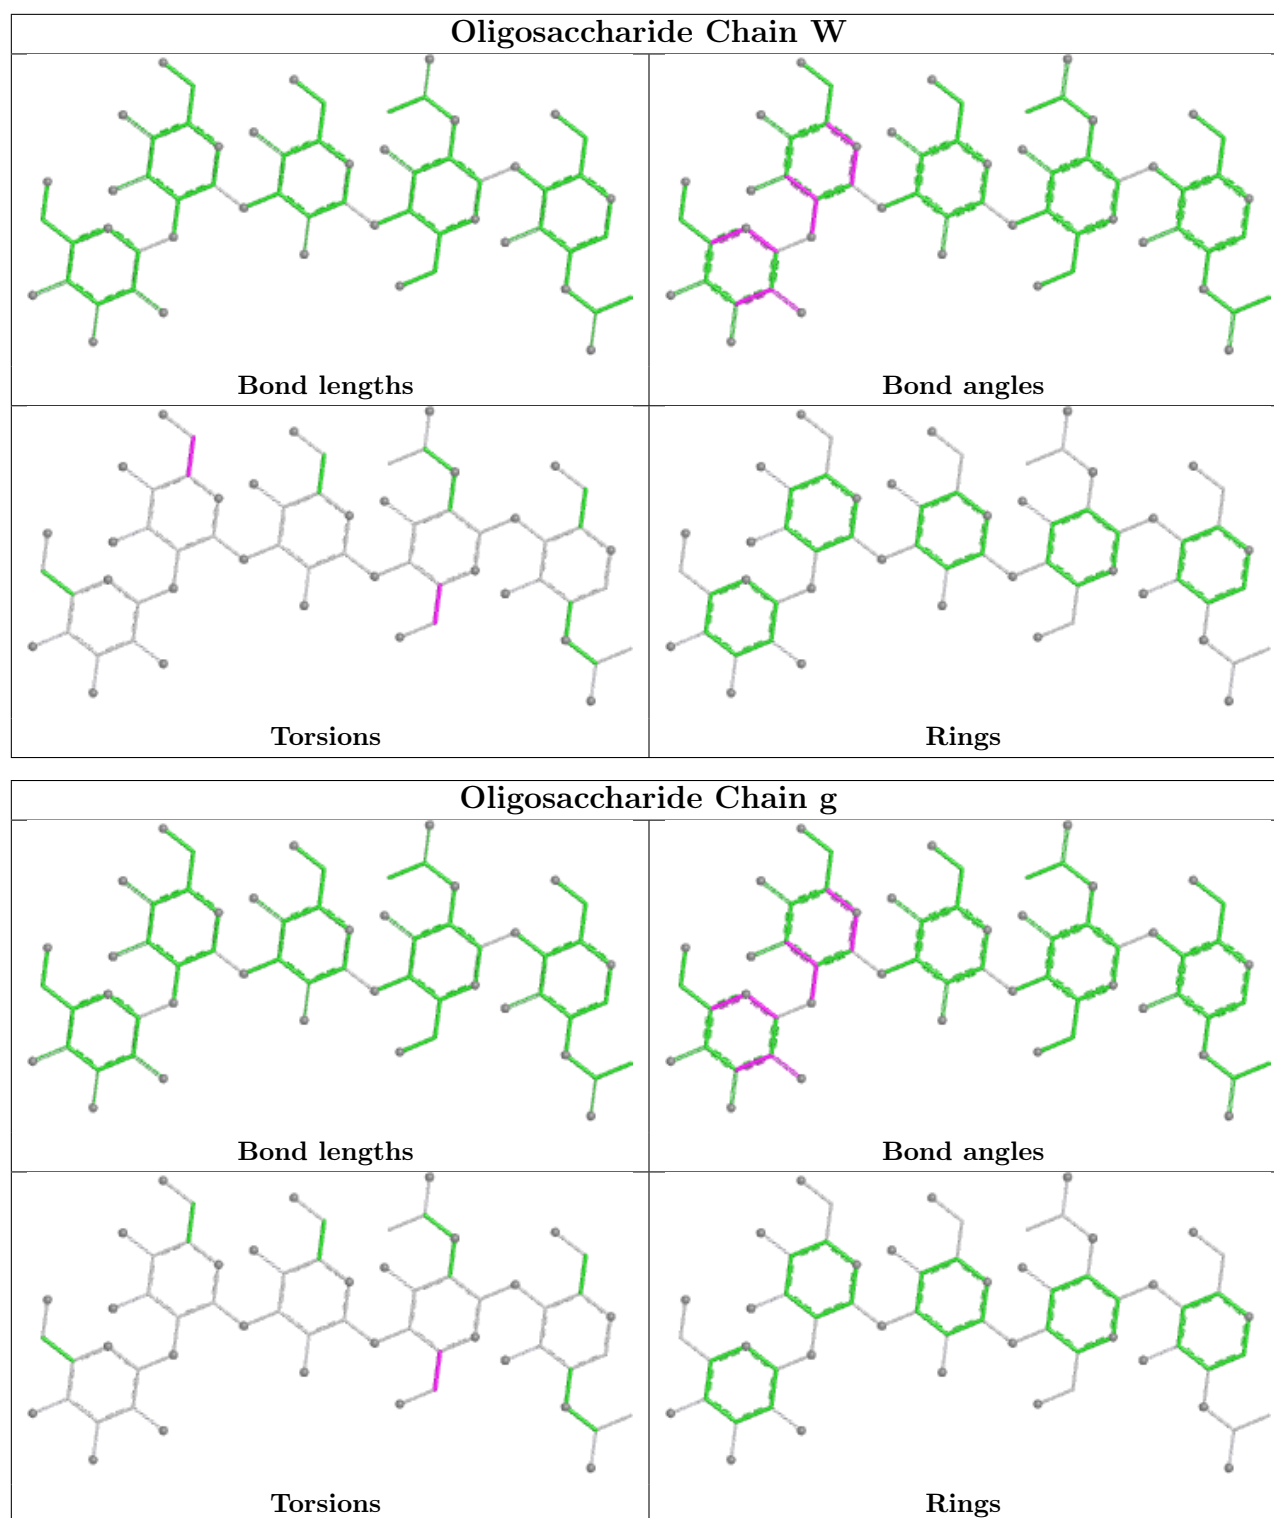 Oligosaccharide Chain W
Bond lengths
Bond angles
Torsions
Rings
Oligosaccharide Chain g
Bond lengths
Bond angles
Torsions
Rings